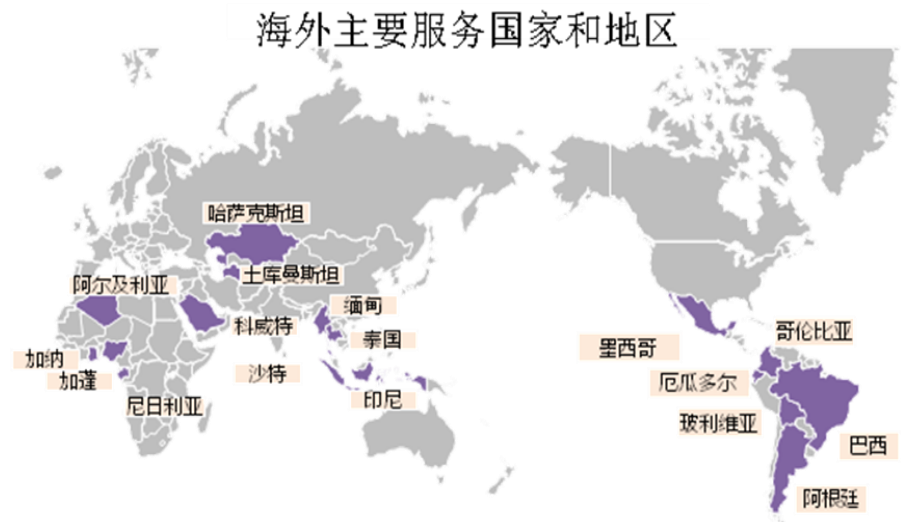 海外主要服务国家和地区
哈萨克斯坦
土库曼斯坦
阿尔及利亚
缅甸
科威特
泰国
哥伦比亚
墨西哥
加纳
加蓬
沙特
厄瓜多尔
印尼
尼日利亚
玻利维亚
巴西
阿根廷